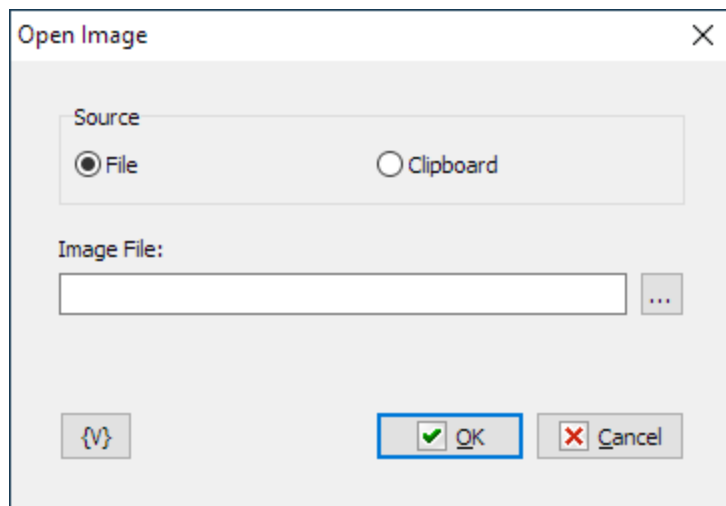 Open Image
Source
File Clipboard
Image File:
...
{V} OK Cancel